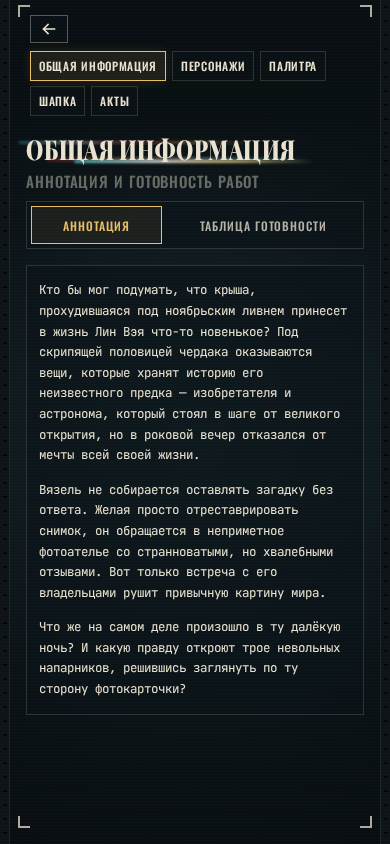 ОБЩАЯ ИНФОРМАЦИЯ ПЕРСОНАЖИ ПАЛИТРА
ШАПКА АКТЫ
ОБЩАЯ ИНФОРМАЦИЯ
АННОТАЦИЯ И ГОТОВНОСТЬ РАБОТ
АННОТАЦИЯ ТАБЛИЦА ГОТОВНОСТИ
Кто бы мог подумать, что крыша,
прохудившаяся под ноябрьским ливнем принесет
в жизнь Лин Вэя что-то новенькое? Под
скрипящей половицей чердака оказываются
вещи, которые хранят историю его
неизвестного предка — изобретателя и
астронома, который стоял в шаге от великого
открытия, но в роковой вечер отказался от
мечты всей своей жизни.
Вязель не собирается оставлять загадку без
ответа. Желая просто отреставрировать
снимок, он обращается в неприметное
фотоателье со странноватыми, но хвалебными
отзывами. Вот только встреча с его
владельцами рушит привычную картину мира.
Что же на самом деле произошло в ту далёкую
ночь? И какую правду откроют трое невольных
напарников, решившись заглянуть по ту
сторону фотокарточки?